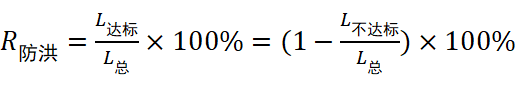 R防洪 = L达标/L总 × 100% = (1 − L不达标/L总) × 100%